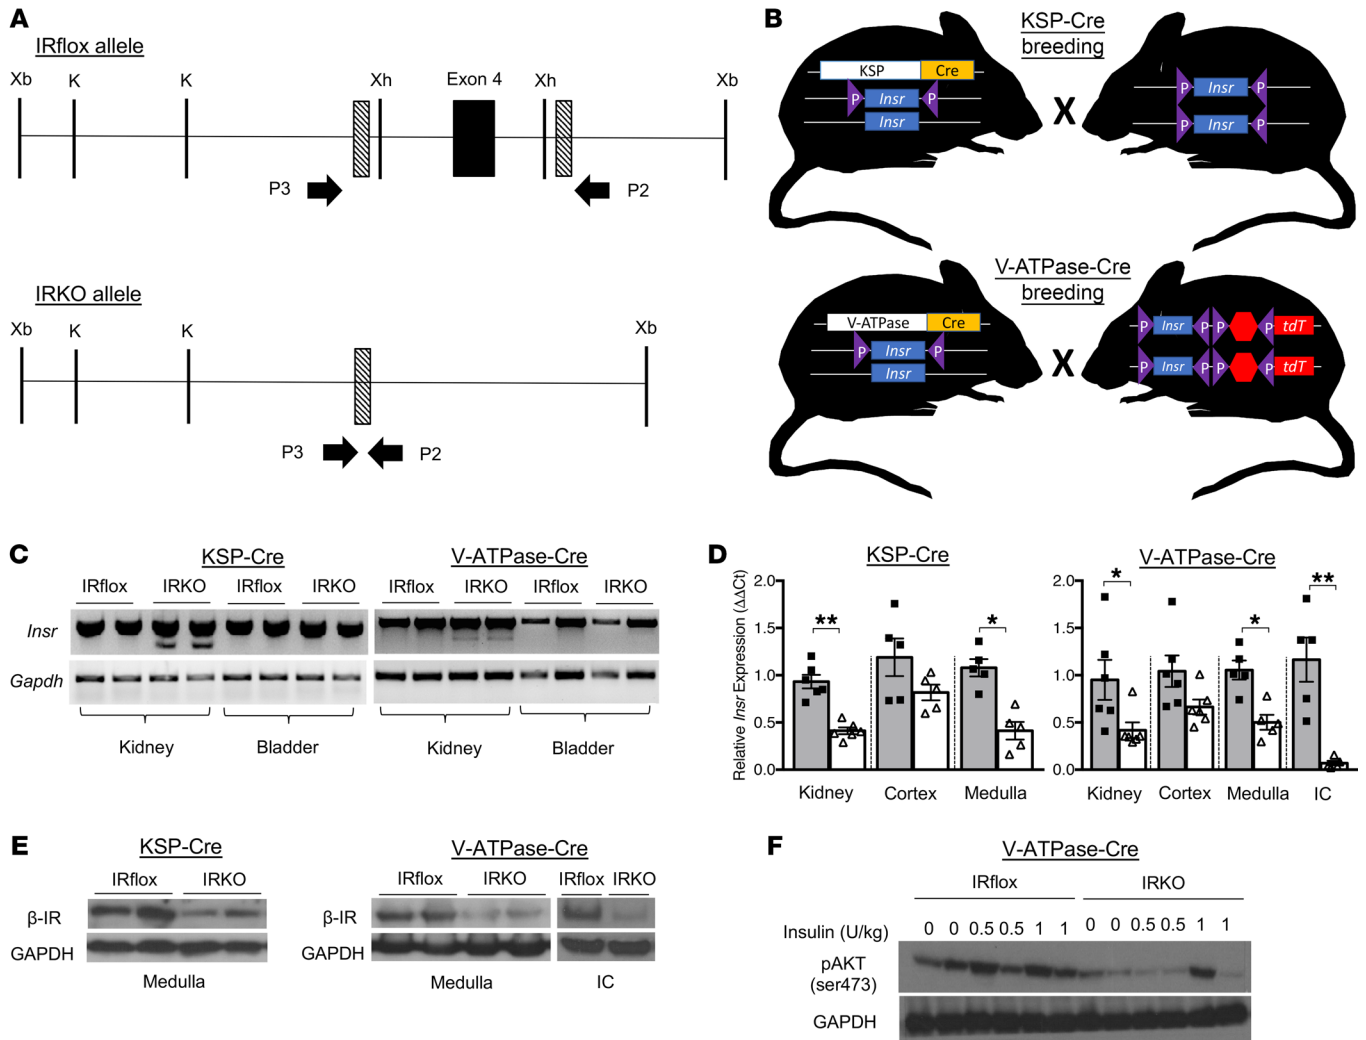 A
IRflox allele
Xb K K Xh Exon 4 Xh Xb
P3 P2
IRKO allele
Xb K K Xb
P3 P2
B
KSP-Cre
breeding
KSP Cre
P Insr P
Insr
X
P Insr P
P Insr P
V-ATPase-Cre
breeding
V-ATPase Cre
P Insr P
Insr
X
P Insr P P P tdT
P Insr P P P tdT
C
KSP-Cre V-ATPase-Cre
IRflox IRKO IRflox IRKO IRflox IRKO IRflox IRKO
Insr
Gapdh
Kidney Bladder Kidney Bladder
D
KSP-Cre V-ATPase-Cre
Relative Insr Expression (ΔΔCt)
2.0
1.5
1.0
0.5
0.0
** *
Kidney Cortex Medulla
2.0
1.5
1.0
0.5
0.0
* * **
Kidney Cortex Medulla IC
E
KSP-Cre
IRflox IRKO
β-IR
GAPDH
Medulla
V-ATPase-Cre
IRflox IRKO IRflox IRKO
β-IR
GAPDH
Medulla IC
F
V-ATPase-Cre
IRflox IRKO
Insulin (U/kg) 0 0 0.5 0.5 1 1 0 0 0.5 0.5 1 1
pAKT
(ser473)
GAPDH